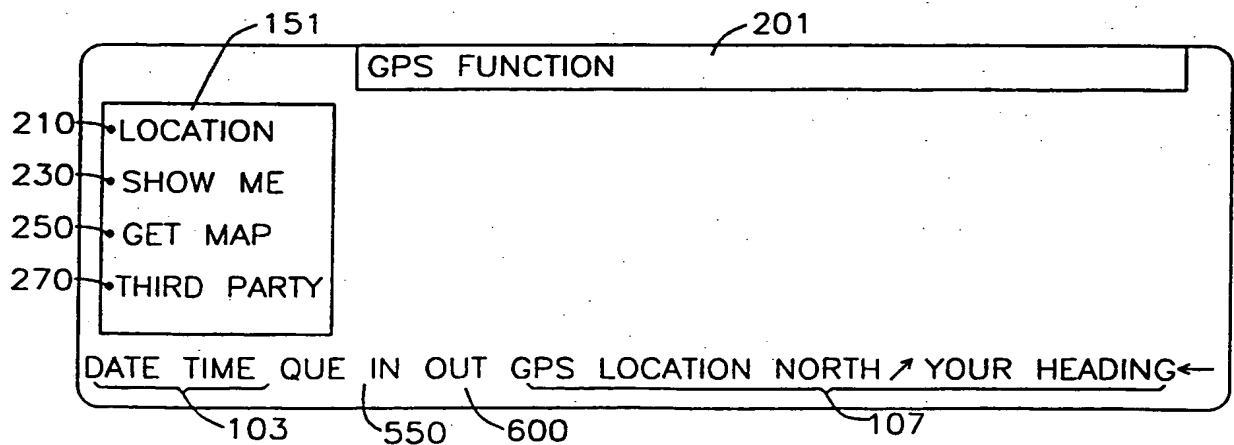 151 201
GPS FUNCTION
210 •LOCATION
230 •SHOW ME
250 •GET MAP
270 •THIRD PARTY
DATE TIME QUE IN OUT GPS LOCATION NORTH ↗ YOUR HEADING ←
103 550 600 107